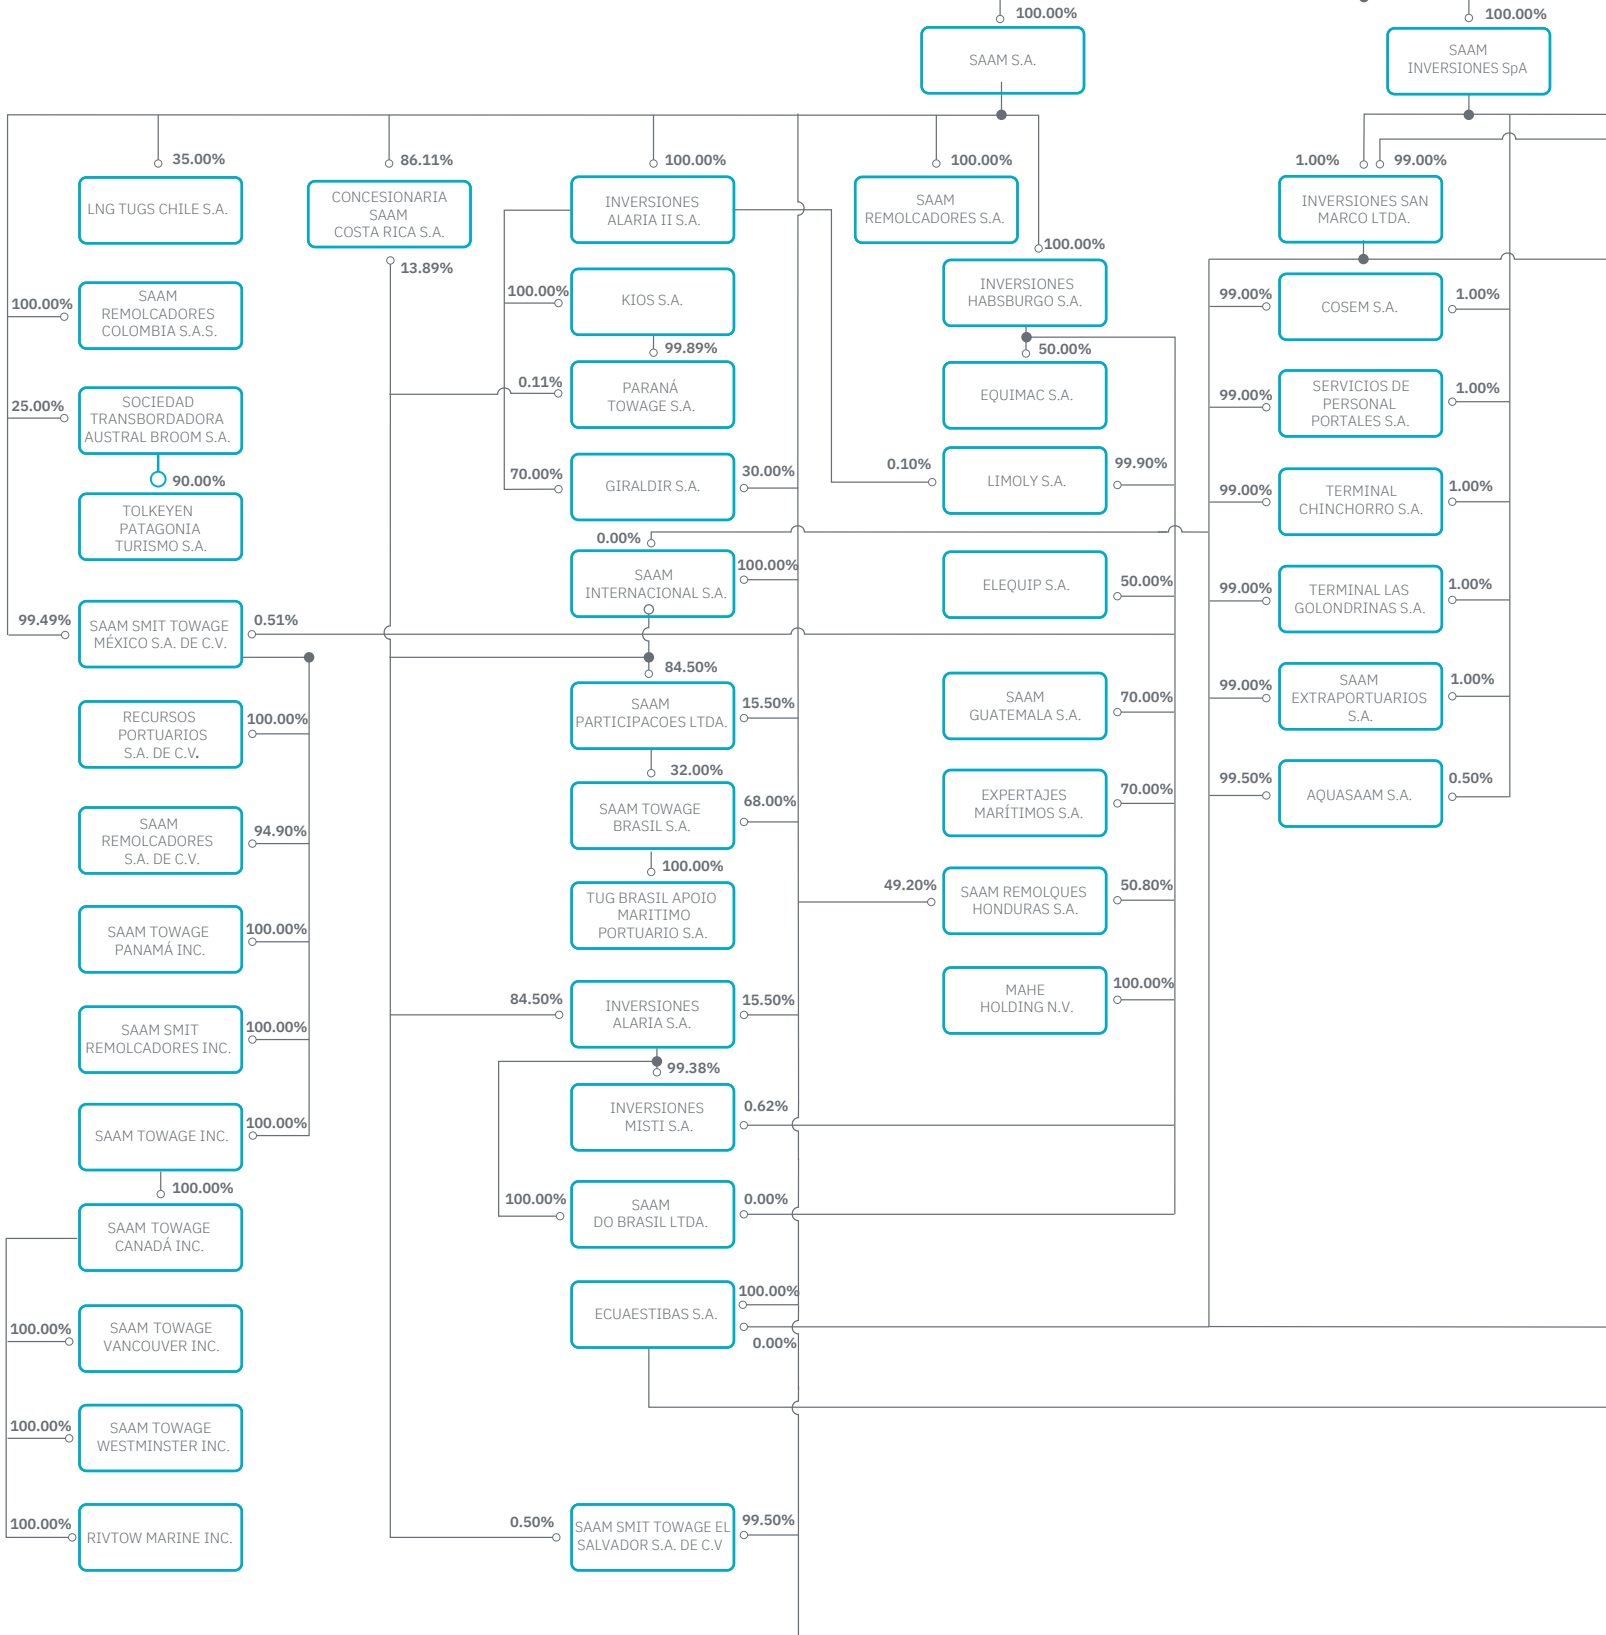 100.00%
SAAM S.A.
100.00%
SAAM
INVERSIONES SpA
35.00%
LNG TUGS CHILE S.A.
86.11%
CONCESIONARIA
SAAM
COSTA RICA S.A.
13.89%
100.00%
INVERSIONES
ALARIA II S.A.
100.00%
SAAM
REMOLCADORES S.A.
1.00%
99.00%
INVERSIONES SAN
MARCO LTDA.
100.00%
SAAM
REMOLCADORES
COLOMBIA S.A.S.
25.00%
SOCIEDAD
TRANSBORDADORA
AUSTRAL BROOM S.A.
90.00%
TOLKEYEN
PATAGONIA
TURISMO S.A.
99.49%
SAAM SMIT TOWAGE
MÉXICO S.A. DE C.V.
0.51%
RECURSOS
PORTUARIOS
S.A. DE C.V.
100.00%
SAAM
REMOLCADORES
S.A. DE C.V.
94.90%
SAAM TOWAGE
PANAMÁ INC.
100.00%
SAAM SMIT
REMOLCADORES INC.
100.00%
SAAM TOWAGE INC.
100.00%
100.00%
SAAM TOWAGE
CANADÁ INC.
100.00%
SAAM TOWAGE
VANCOUVER INC.
100.00%
SAAM TOWAGE
WESTMINSTER INC.
100.00%
RIVTOW MARINE INC.
100.00%
KIOS S.A.
99.89%
0.11%
PARANÁ
TOWAGE S.A.
70.00%
GIRALDIR S.A.
30.00%
0.00%
SAAM
INTERNACIONAL S.A.
100.00%
84.50%
SAAM
PARTICIPACOES LTDA.
15.50%
32.00%
SAAM TOWAGE
BRASIL S.A.
68.00%
100.00%
TUG BRASIL APOIO
MARITIMO
PORTUARIO S.A.
84.50%
INVERSIONES
ALARIA S.A.
15.50%
99.38%
INVERSIONES
MISTI S.A.
0.62%
100.00%
SAAM
DO BRASIL LTDA.
0.00%
ECUAESTIBAS S.A.
100.00%
0.00%
0.50%
SAAM SMIT TOWAGE EL
SALVADOR S.A. DE C.V
99.50%
100.00%
INVERSIONES
HABSBURGO S.A.
50.00%
EQUIMAC S.A.
0.10%
LIMOLY S.A.
99.90%
ELEQUIP S.A.
50.00%
SAAM
GUATEMALA S.A.
70.00%
EXPERTAJES
MARÍTIMOS S.A.
70.00%
49.20%
SAAM REMOLQUES
HONDURAS S.A.
50.80%
MAHE
HOLDING N.V.
100.00%
99.00%
COSEM S.A.
1.00%
99.00%
SERVICIOS DE
PERSONAL
PORTALES S.A.
1.00%
99.00%
TERMINAL
CHINCHORRO S.A.
1.00%
99.00%
TERMINAL LAS
GOLONDRINAS S.A.
1.00%
99.00%
SAAM
EXTRAPORTUARIOS
S.A.
1.00%
99.50%
AQUASAAM S.A.
0.50%